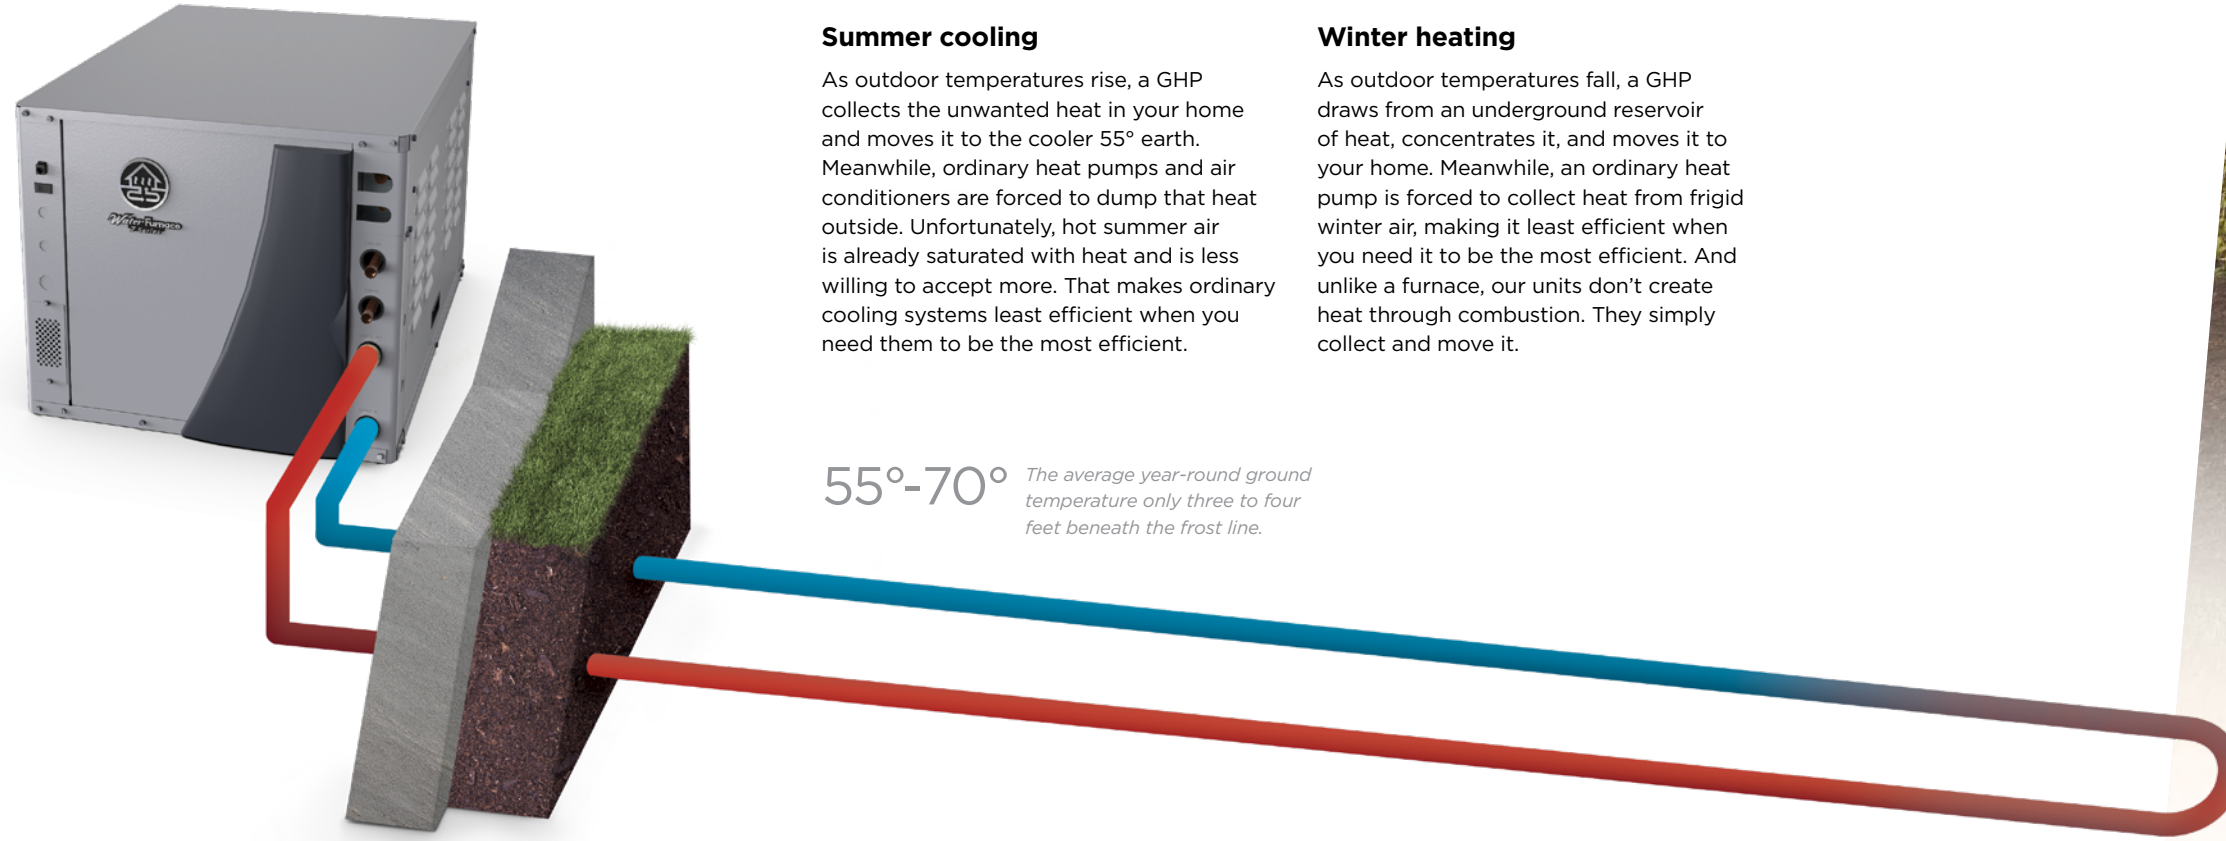 Summer cooling
As outdoor temperatures rise, a GHP
collects the unwanted heat in your home
and moves it to the cooler 55° earth.
Meanwhile, ordinary heat pumps and air
conditioners are forced to dump that heat
outside. Unfortunately, hot summer air
is already saturated with heat and is less
willing to accept more. That makes ordinary
cooling systems least efficient when you
need them to be the most efficient.
Winter heating
As outdoor temperatures fall, a GHP
draws from an underground reservoir
of heat, concentrates it, and moves it to
your home. Meanwhile, an ordinary heat
pump is forced to collect heat from frigid
winter air, making it least efficient when
you need it to be the most efficient. And
unlike a furnace, our units don’t create
heat through combustion. They simply
collect and move it.
55°-70°
The average year-round ground
temperature only three to four
feet beneath the frost line.
WaterFurnace